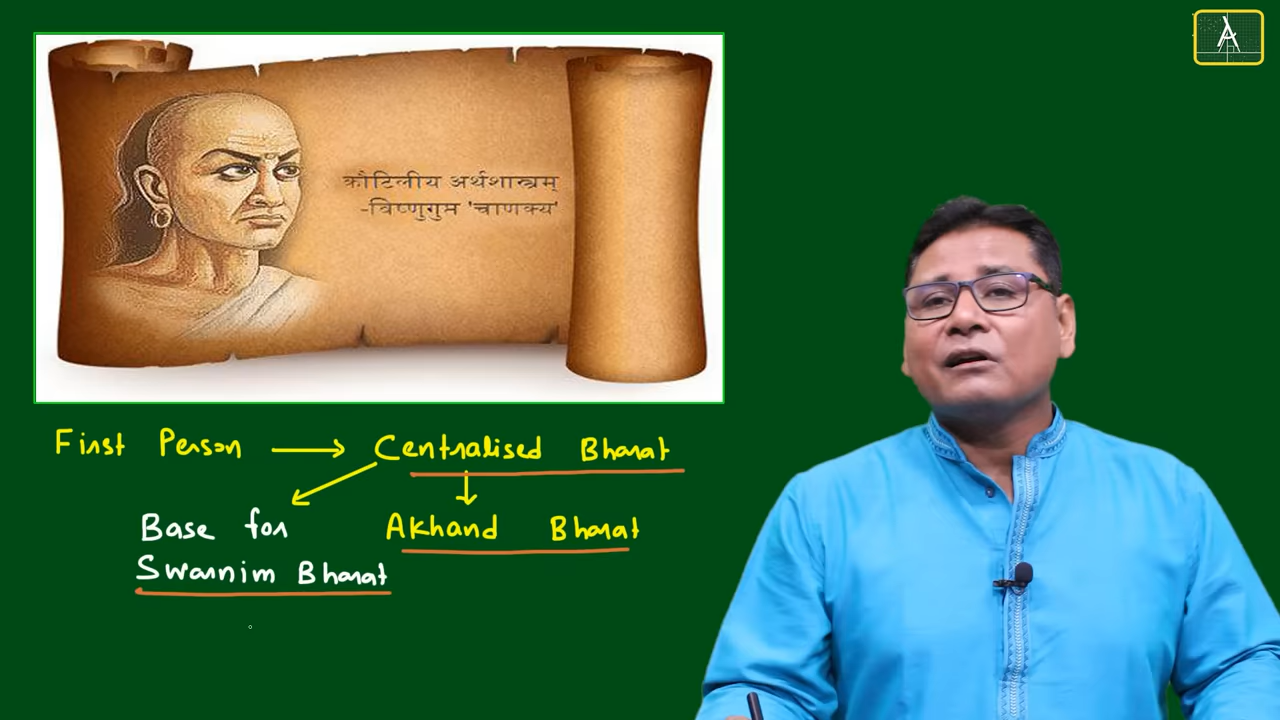 कौटिलीय अर्थशास्त्रम्
-विष्णुगुप्त 'चाणक्य'
First Person → Centralised Bharat
Base for Akhand Bharat
Swarnim Bharat